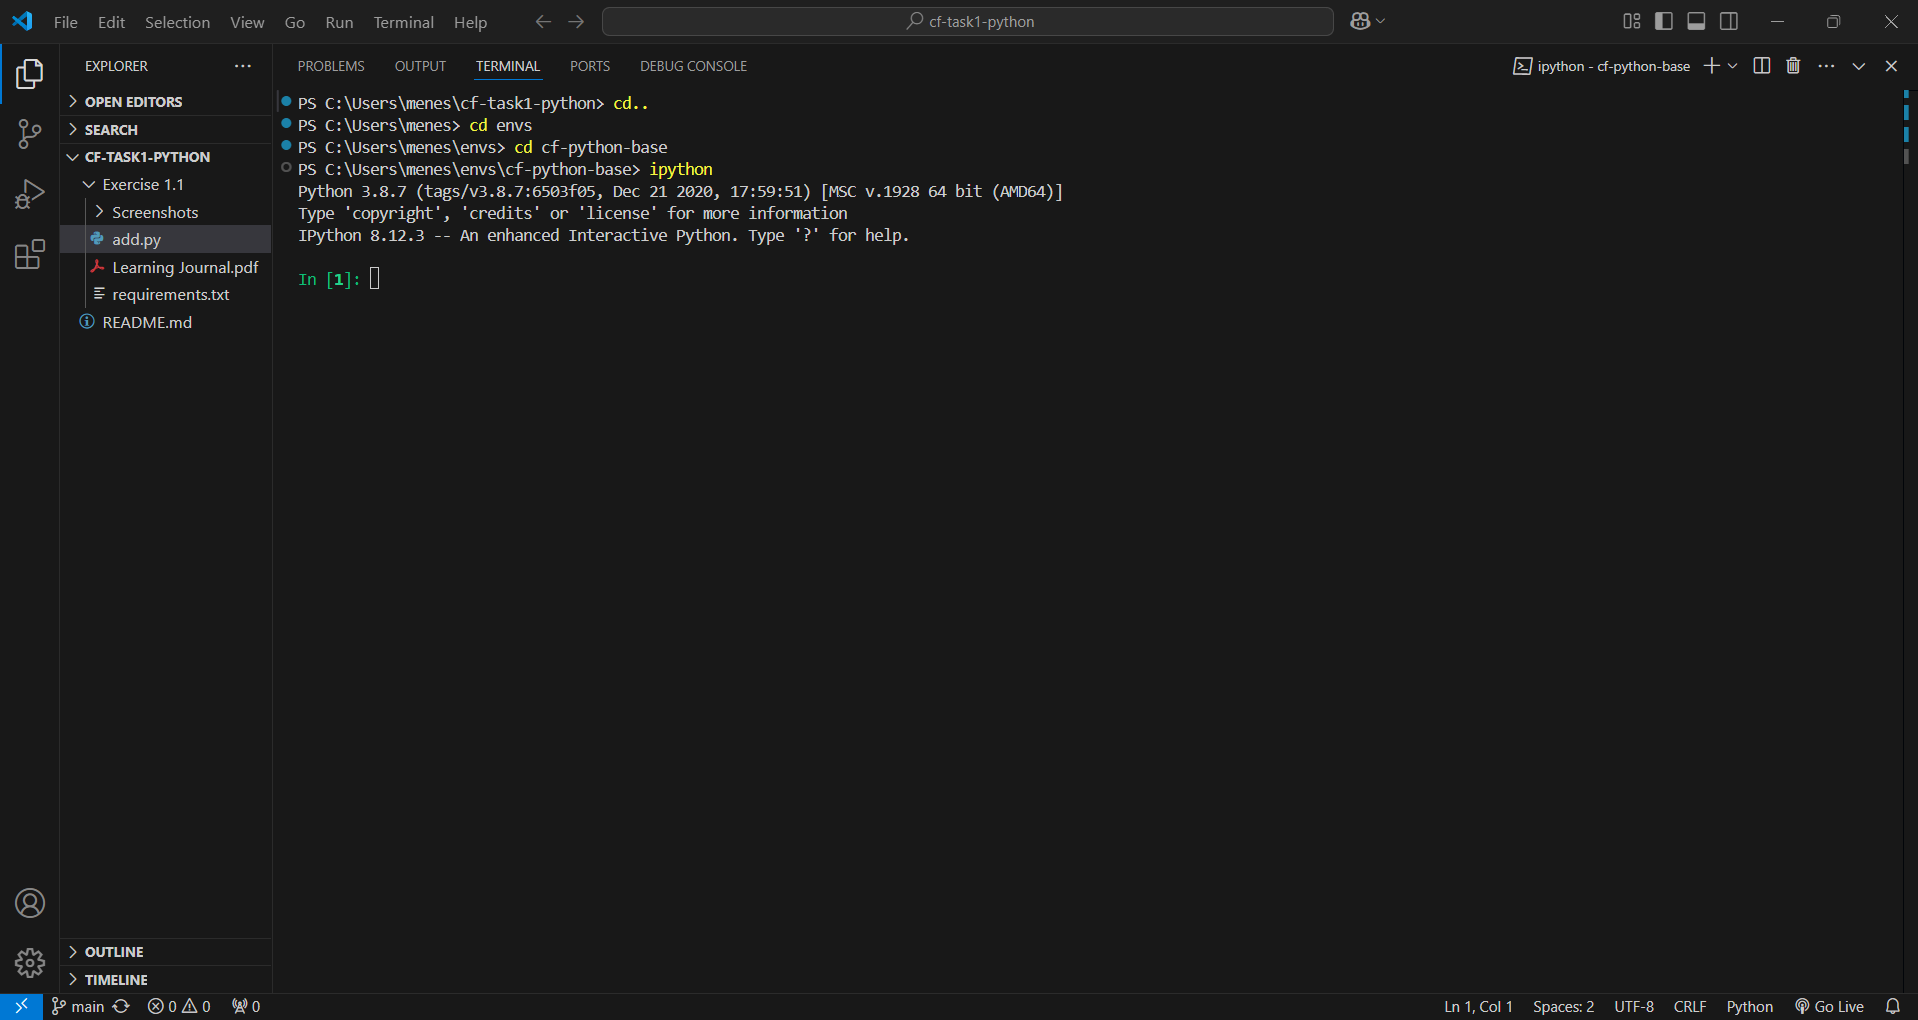 File Edit Selection View Go Run Terminal Help cf-task1-python
EXPLORER
OPEN EDITORS
SEARCH
CF-TASK1-PYTHON
Exercise 1.1
Screenshots
add.py
Learning Journal.pdf
requirements.txt
README.md
OUTLINE
TIMELINE
PROBLEMS OUTPUT TERMINAL PORTS DEBUG CONSOLE ipython - cf-python-base
PS C:\Users\menes\cf-task1-python> cd..
PS C:\Users\menes> cd envs
PS C:\Users\menes\envs> cd cf-python-base
PS C:\Users\menes\envs\cf-python-base> ipython
Python 3.8.7 (tags/v3.8.7:6503f05, Dec 21 2020, 17:59:51) [MSC v.1928 64 bit (AMD64)]
Type 'copyright', 'credits' or 'license' for more information
IPython 8.12.3 -- An enhanced Interactive Python. Type '?' for help.
In [1]:
main 0 0 0 Ln 1, Col 1 Spaces: 2 UTF-8 CRLF Python Go Live